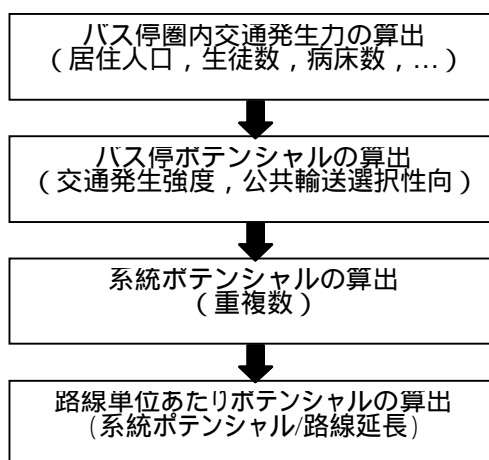 バス停圏内交通発生力の算出
（居住人口，生徒数，病床数，…）
バス停ポテンシャルの算出
（交通発生強度，公共輸送選択性向）
系統ポテンシャルの算出
（重複数）
路線単位あたりポテンシャルの算出
(系統ポテンシャル/路線延長)